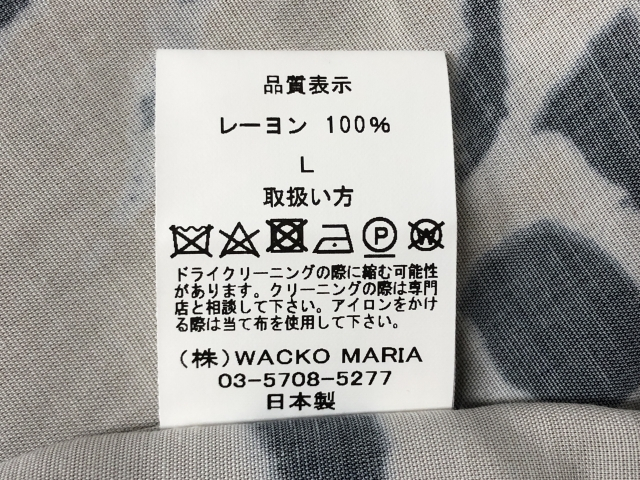 品質表示
レーヨン 100%
L
取扱い方
P W
ドライクリーニングの際に縮む可能性
があります。クリーニングの際は専門
店と相談して下さい。アイロンをかけ
る際は当て布を使用して下さい。
(株)WACKO MARIA
03-5708-5277
日本製